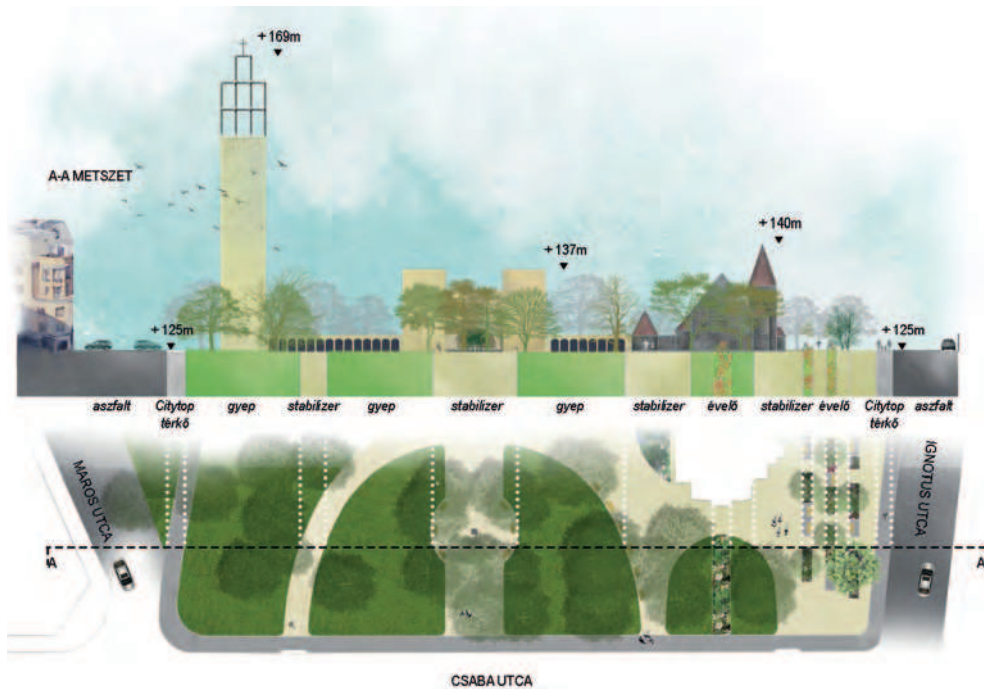 +169m
A-A METSZET
+140m
+137m
+125m
+125m
aszfalt Citytop térkő gyep stabilizer gyep stabilizer gyep stabilizer évelő stabilizer évelő Citytop térkő aszfalt
MAROS UTCA
IGNOTUS UTCA
A A
CSABA UTCA